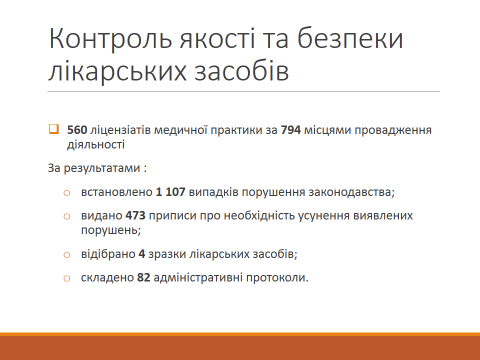 Контроль якості та безпеки
лікарських засобів
560 ліцензіатів медичної практики за 794 місцями провадження
діяльності
За результатами :
встановлено 1 107 випадків порушення законодавства;
видано 473 приписи про необхідність усунення виявлених
порушень;
відібрано 4 зразки лікарських засобів;
складено 82 адміністративні протоколи.